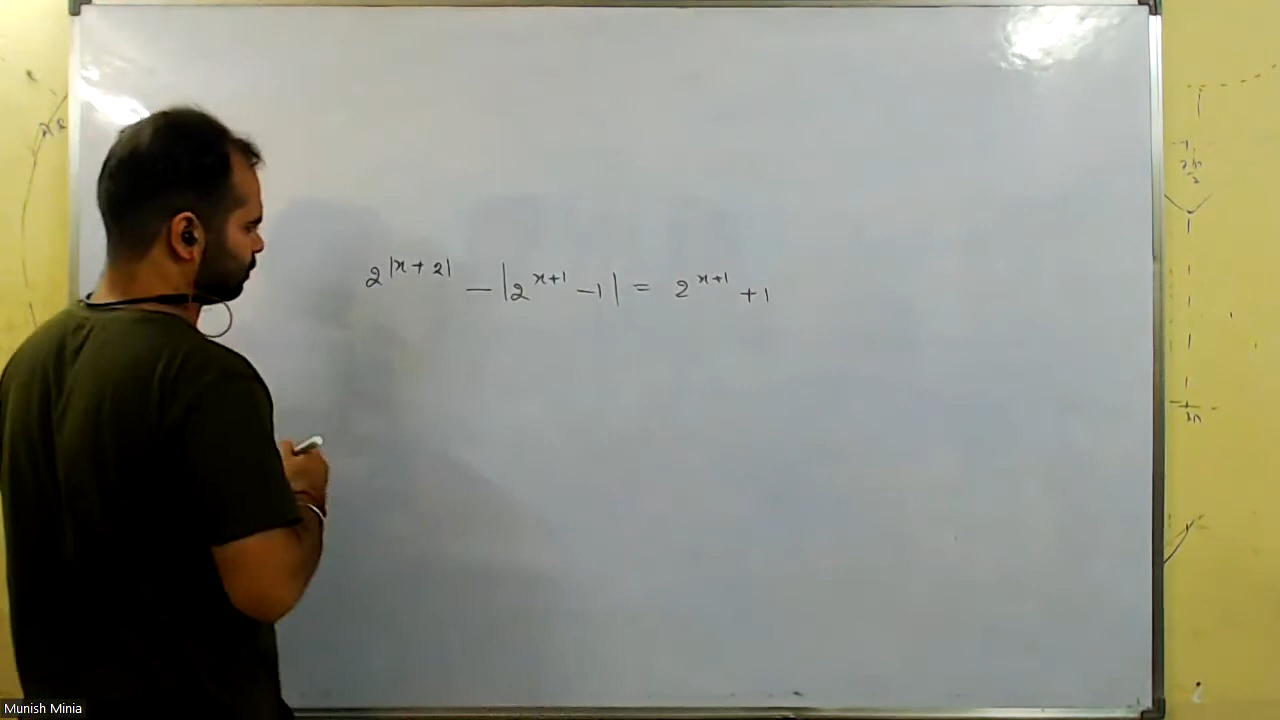 2^{|x+2|} - |2^{x+1} - 1| = 2^{x+1} + 1
Munish Minia